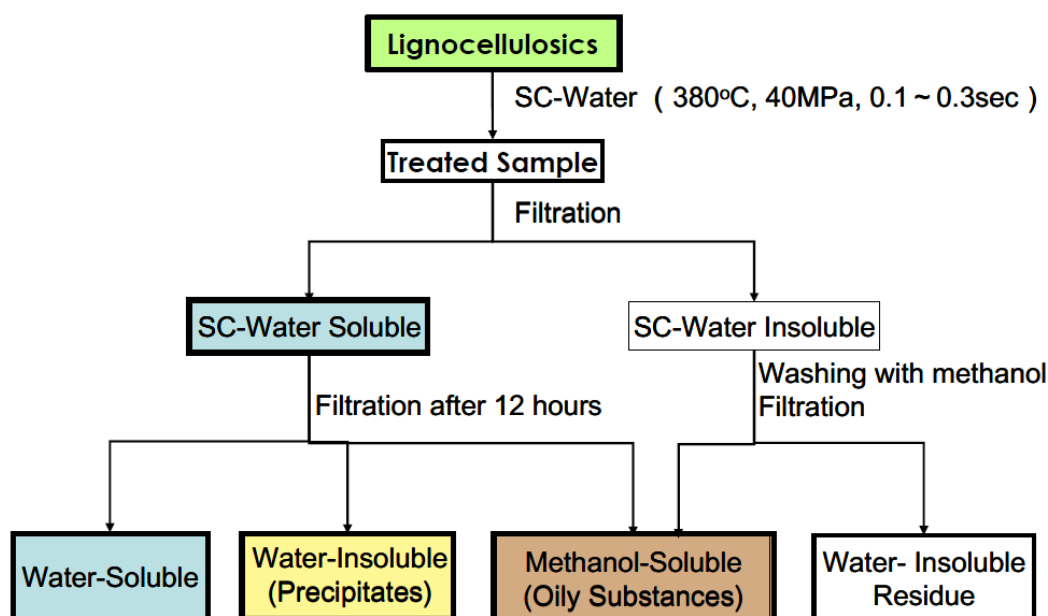 Lignocellulosics
SC-Water ( 380ºC, 40MPa, 0.1 ~ 0.3sec )
Treated Sample
Filtration
SC-Water Soluble
SC-Water Insoluble
Filtration after 12 hours
Washing with methanol
Filtration
Water-Soluble
Water-Insoluble
(Precipitates)
Methanol-Soluble
(Oily Substances)
Water- Insoluble
Residue